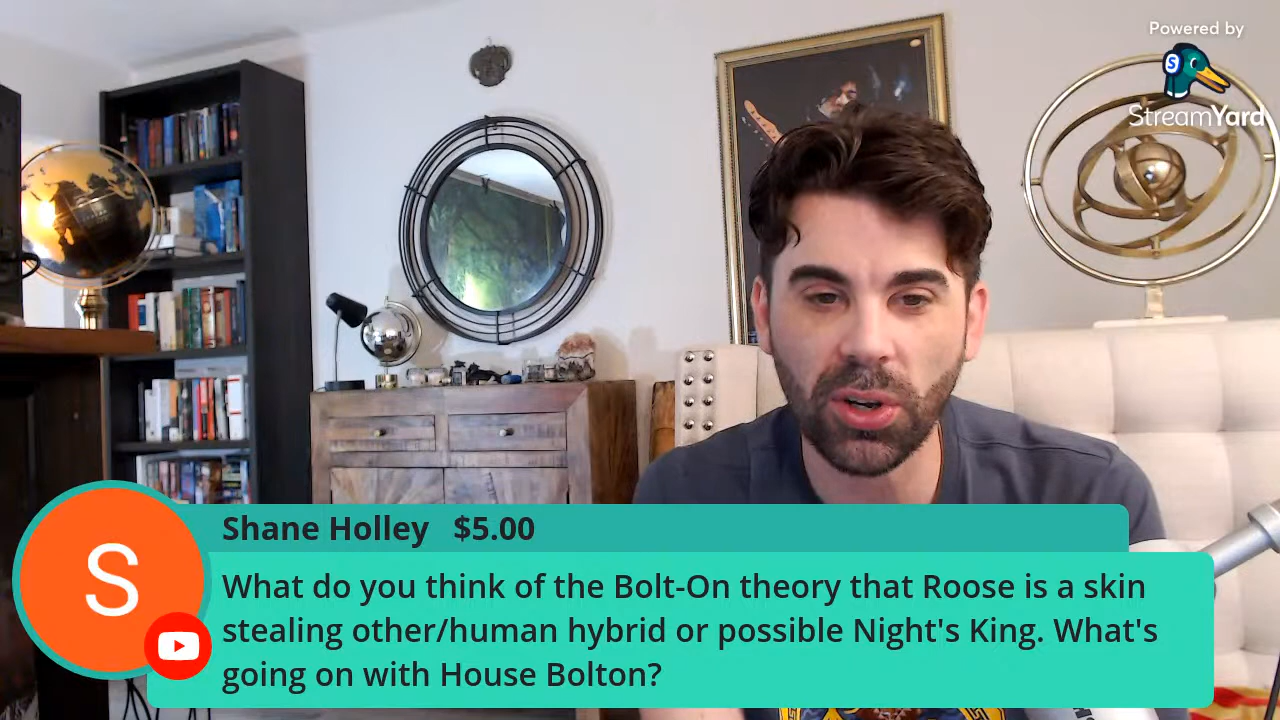 Powered by
StreamYard
Shane Holley $5.00
What do you think of the Bolt-On theory that Roose is a skin
stealing other/human hybrid or possible Night's King. What's
going on with House Bolton?
S